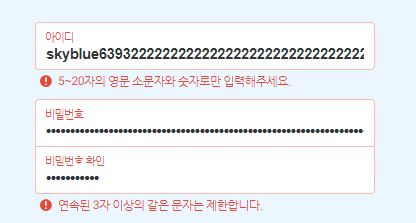 아이디
skyblue639322222222222222222222222222222
5~20자의 영문 소문자와 숫자로만 입력해주세요.
비밀번호
비밀번호 확인
연속된 3자 이상의 같은 문자는 제한합니다.